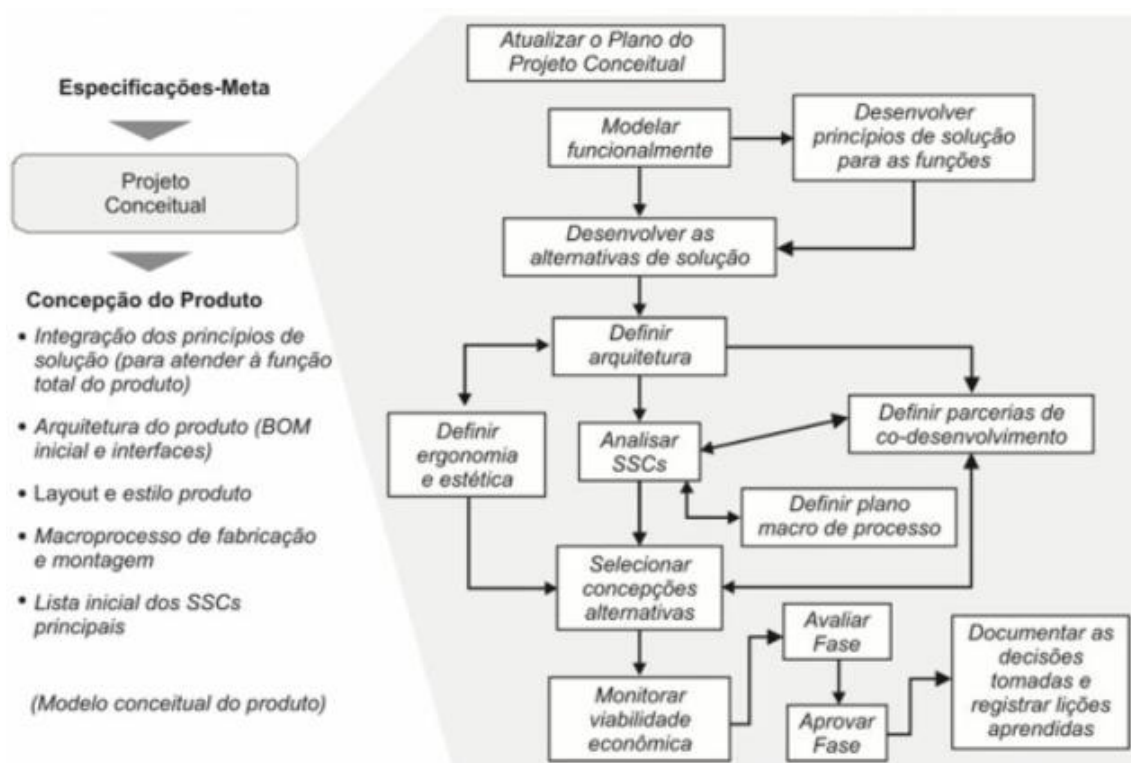 Especificações-Meta
Projeto
Conceitual
Concepção do Produto
• Integração dos princípios de
solução (para atender à função
total do produto)
• Arquitetura do produto (BOM
inicial e interfaces)
• Layout e estilo produto
• Macroprocesso de fabricação
e montagem
• Lista inicial dos SSCs
principais
(Modelo conceitual do produto)
Atualizar o Plano do
Projeto Conceitual
Modelar
funcionalmente
Desenvolver
princípios de solução
para as funções
Desenvolver as
alternativas de solução
Definir
arquitetura
Definir
ergonomia
e estética
Analisar
SSCs
Definir parcerias de
co-desenvolvimento
Definir plano
macro de processo
Selecionar
concepções
alternativas
Monitorar
viabilidade
econômica
Avaliar
Fase
Aprovar
Fase
Documentar as
decisões
tomadas e
registrar lições
aprendidas